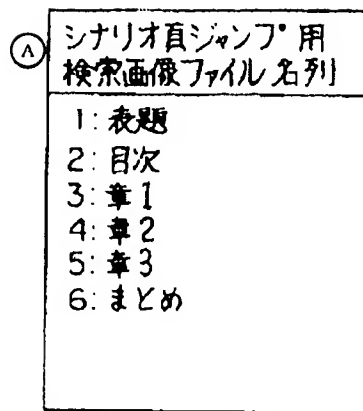 A
シナリオ頁ジャンプ用
検索画像ファイル名列
1:表題
2:目次
3:章1
4:章2
5:章3
6:まとめ